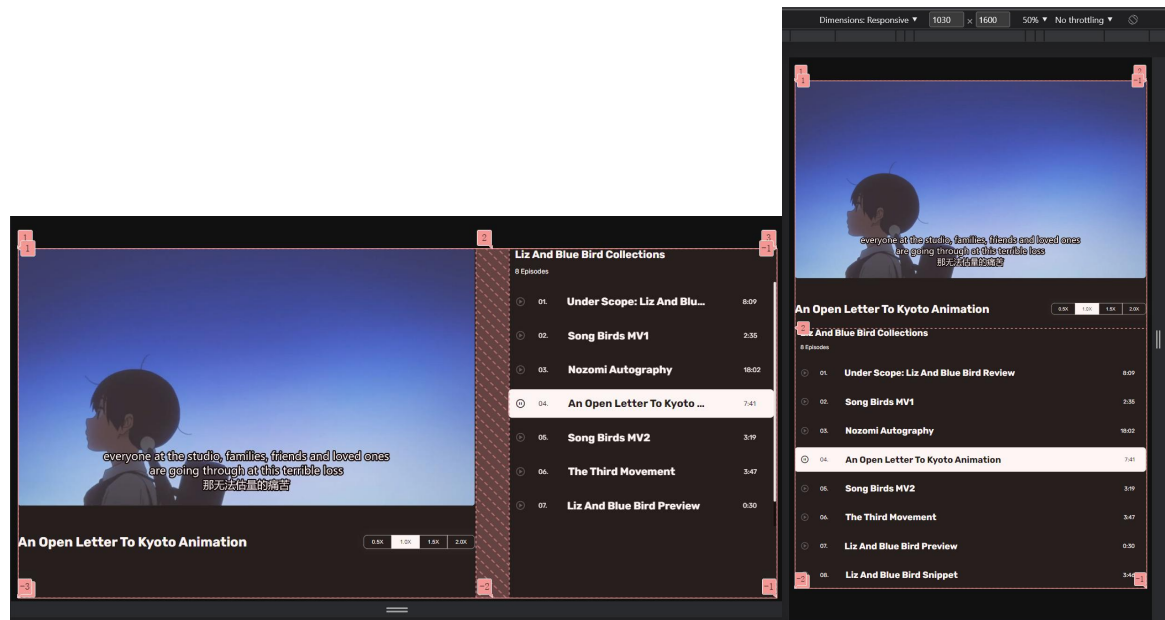 Dimensions: Responsive ▼ 1030 × 1600 50% ▼ No throttling ▼
1 2 3
1 -1
Liz And Blue Bird Collections
8 Episodes
01. Under Scope: Liz And Blu... 8:09
02. Song Birds MV1 2:35
03. Nozomi Autography 18:02
04. An Open Letter To Kyoto ... 7:41
05. Song Birds MV2 3:19
06. The Third Movement 3:47
07. Liz And Blue Bird Preview 0:30
everyone at the studio, families, friends and loved ones
are going through at this terrible loss
那无法估量的痛苦
An Open Letter To Kyoto Animation 0.5X 1.0X 1.5X 2.0X
-3 -2 -1
1 2
1 -1
everyone at the studio, families, friends and loved ones
are going through at this terrible loss
那无法估量的痛苦
An Open Letter To Kyoto Animation 0.5X 1.0X 1.5X 2.0X
2
Liz And Blue Bird Collections
8 Episodes
01. Under Scope: Liz And Blue Bird Review 8:09
02. Song Birds MV1 2:35
03. Nozomi Autography 18:02
04. An Open Letter To Kyoto Animation 7:41
05. Song Birds MV2 3:19
06. The Third Movement 3:47
07. Liz And Blue Bird Preview 0:30
08. Liz And Blue Bird Snippet
-2 -1